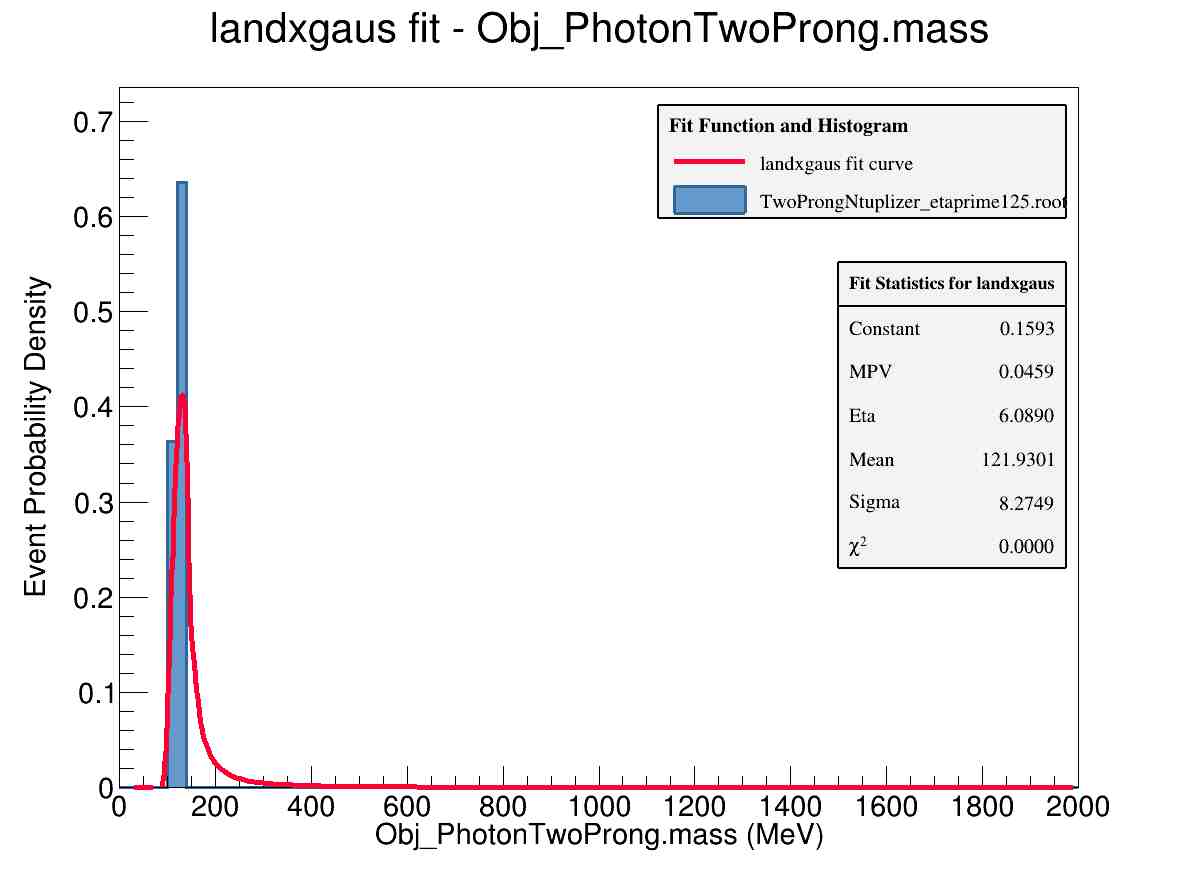 landxgaus fit - Obj_PhotonTwoProng.mass
Fit Function and Histogram
landxgaus fit curve
TwoProngNtuplizer_etaprime125.root
Fit Statistics for landxgaus
Constant 0.1593
MPV 0.0459
Eta 6.0890
Mean 121.9301
Sigma 8.2749
χ² 0.0000
Event Probability Density
0.7
0.6
0.5
0.4
0.3
0.2
0.1
0
0 200 400 600 800 1000 1200 1400 1600 1800 2000
Obj_PhotonTwoProng.mass (MeV)